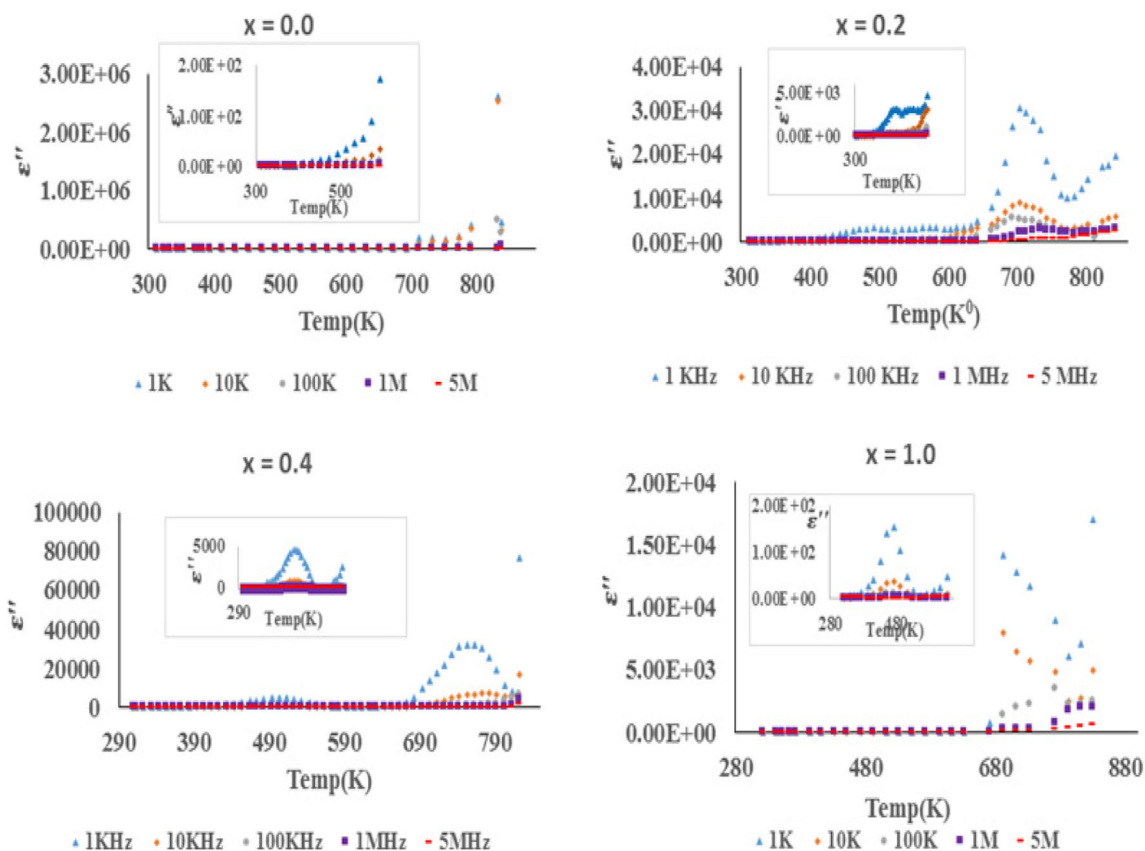 x = 0.0
3.00E+06
2.00E+06
1.00E+06
0.00E+00
ε''
300 400 500 600 700 800
Temp(K)
2.00E + 02
1.00E + 02
0.00E + 00
ε''
300 500
Temp(K)
1K 10K 100K 1M 5M
x = 0.2
4.00E+04
3.00E+04
2.00E+04
1.00E+04
0.00E+00
ε''
300 400 500 600 700 800
Temp(K⁰)
5.00E + 03
0.00E + 00
300
Temp(K)
1 KHz 10 KHz 100 KHz 1 MHz 5 MHz
x = 0.4
100000
80000
60000
40000
20000
0
ε''
290 390 490 590 690 790
Temp(K)
5000
0
ε''
290
Temp(K)
1KHz 10KHz 100KHz 1MHz 5MHz
x = 1.0
2.00E+04
1.50E+04
1.00E+04
5.00E+03
0.00E+00
ε''
280 480 680 880
Temp(K)
2.00E + 02
1.00E + 02
0.00E + 00
ε''
280 480
Temp(K)
1K 10K 100K 1M 5M